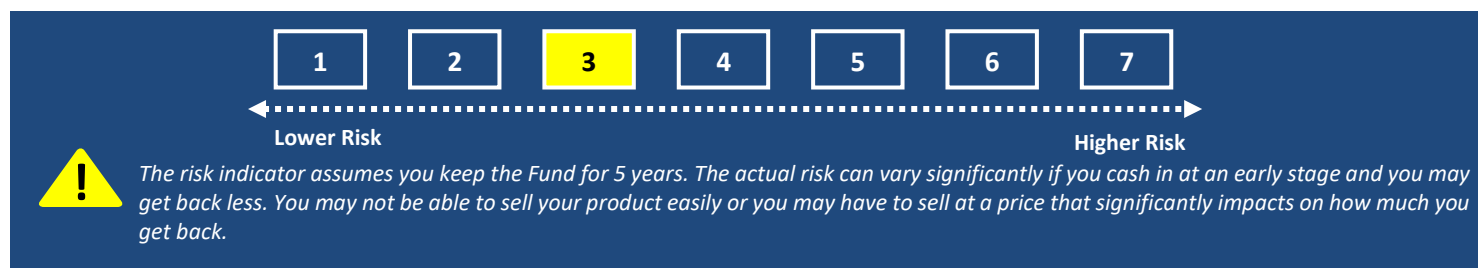 1 2 3 4 5 6 7
Lower Risk Higher Risk
!
The risk indicator assumes you keep the Fund for 5 years. The actual risk can vary significantly if you cash in at an early stage and you may
get back less. You may not be able to sell your product easily or you may have to sell at a price that significantly impacts on how much you
get back.